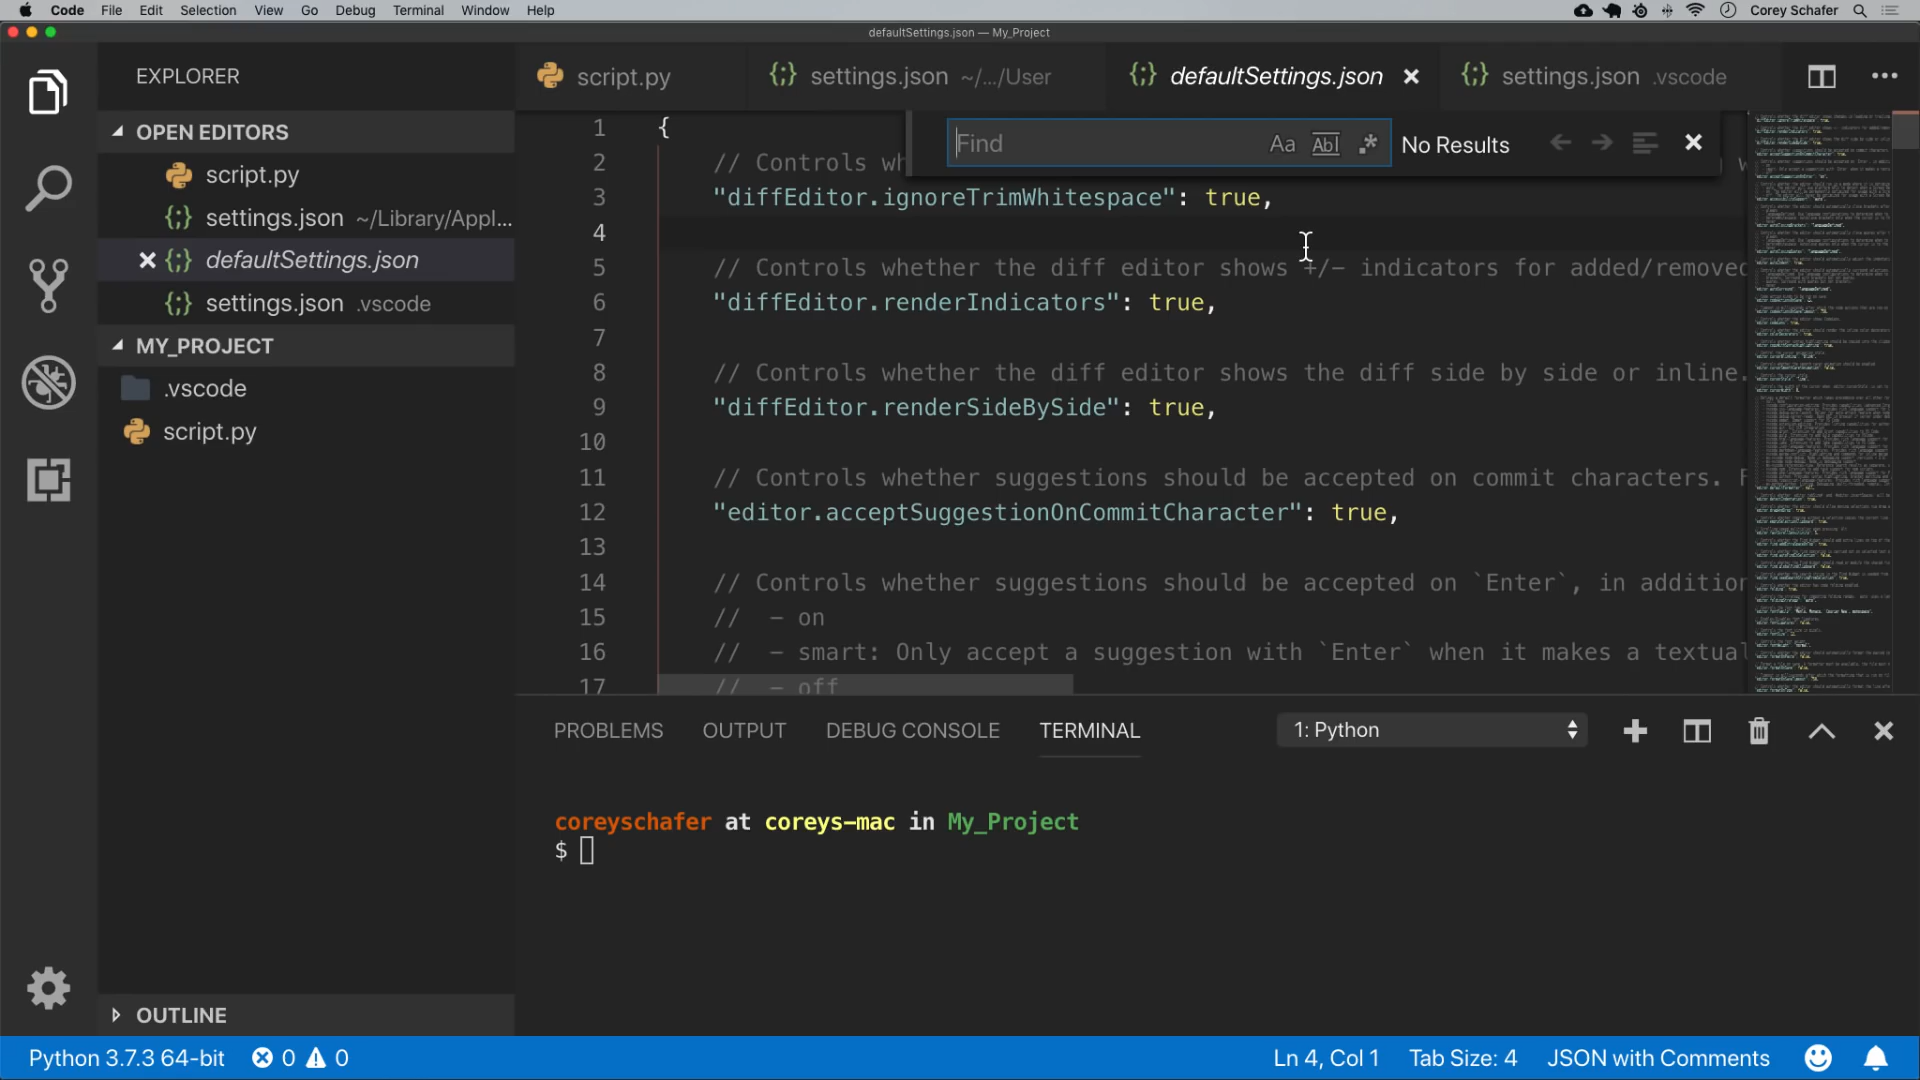 Code File Edit Selection View Go Debug Terminal Window Help Corey Schafer
defaultSettings.json — My_Project
EXPLORER
OPEN EDITORS
script.py
settings.json ~/Library/Appl...
defaultSettings.json
settings.json .vscode
MY_PROJECT
.vscode
script.py
OUTLINE
script.py settings.json ~/.../User defaultSettings.json settings.json .vscode
Find Aa Abl .* No Results
1 {
2 // Controls wh
3 "diffEditor.ignoreTrimWhitespace": true,
4
5 // Controls whether the diff editor shows +/- indicators for added/removed
6 "diffEditor.renderIndicators": true,
7
8 // Controls whether the diff editor shows the diff side by side or inline.
9 "diffEditor.renderSideBySide": true,
10
11 // Controls whether suggestions should be accepted on commit characters. F
12 "editor.acceptSuggestionOnCommitCharacter": true,
13
14 // Controls whether suggestions should be accepted on `Enter`, in addition
15 // - on
16 // - smart: Only accept a suggestion with `Enter` when it makes a textual
17 // - off
PROBLEMS OUTPUT DEBUG CONSOLE TERMINAL 1: Python
coreyschafer at coreys-mac in My_Project
$
Python 3.7.3 64-bit 0 0 Ln 4, Col 1 Tab Size: 4 JSON with Comments